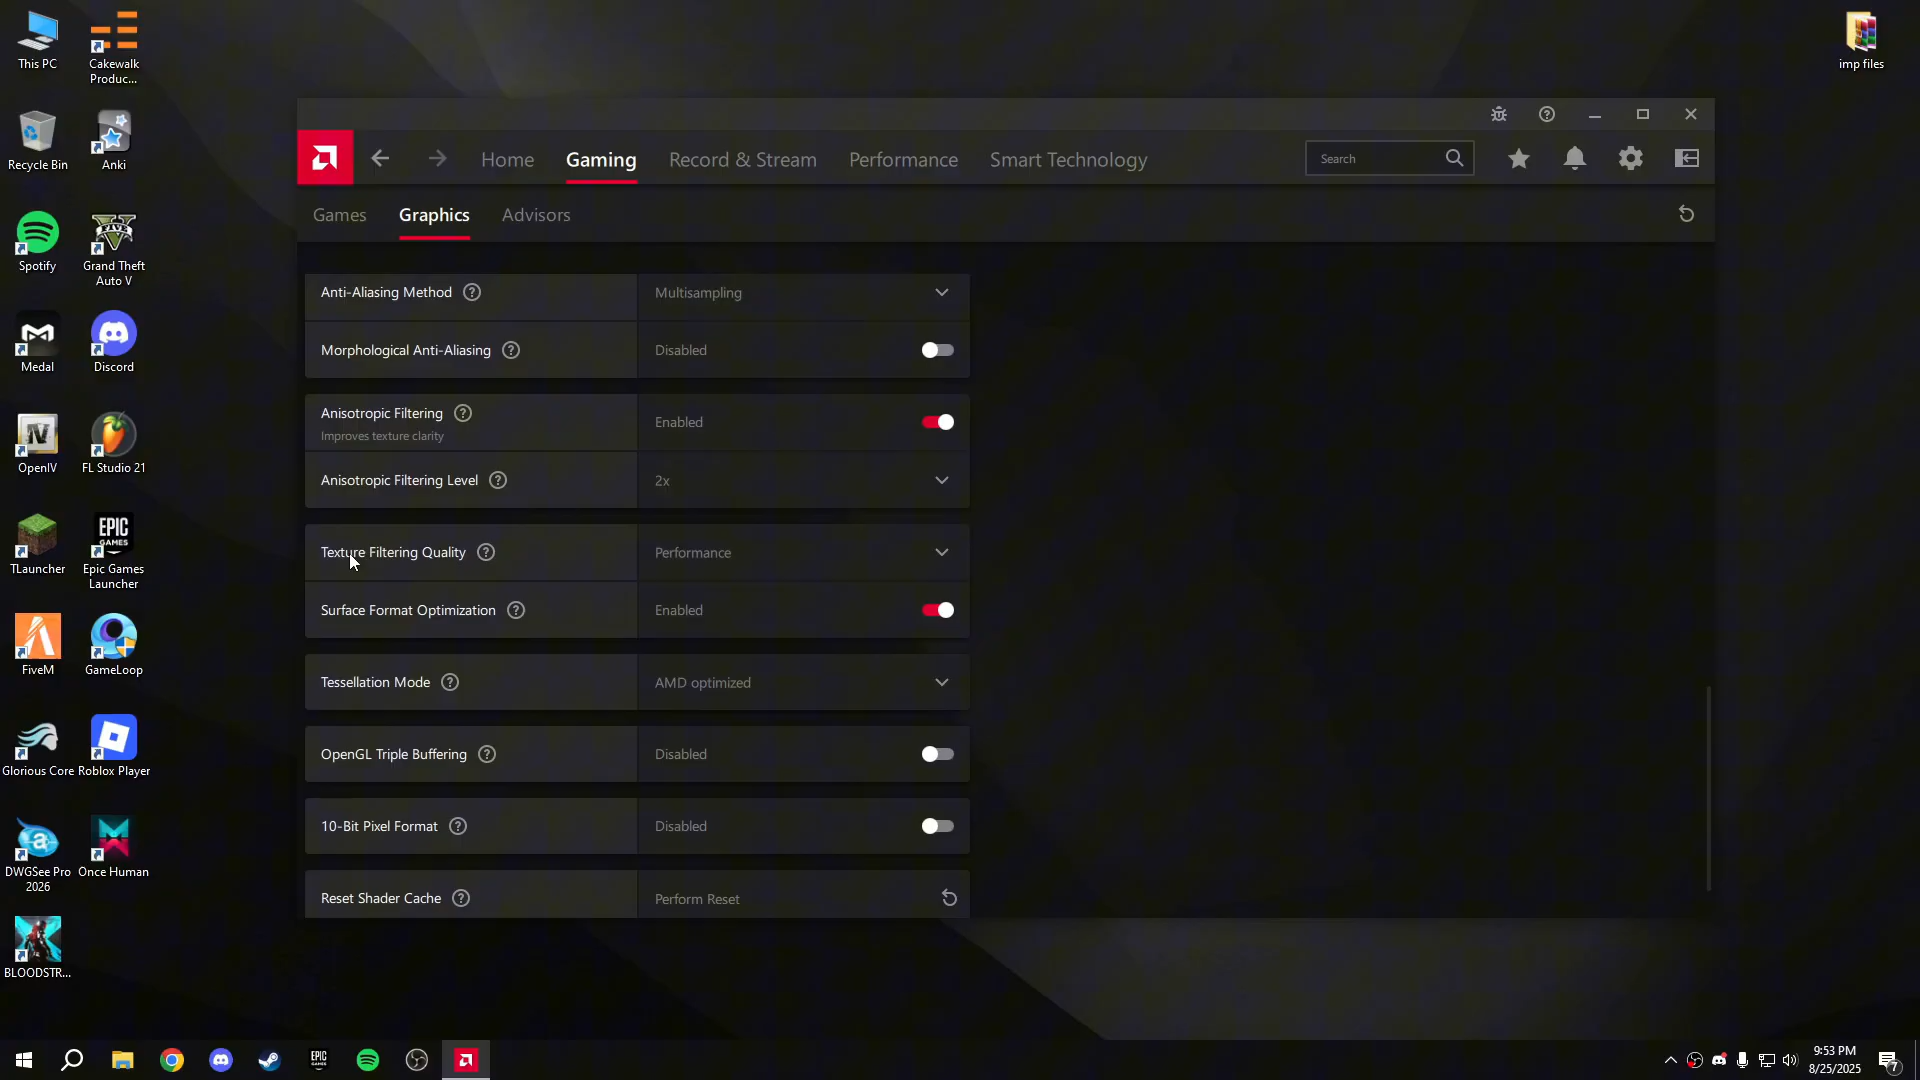 This PC
Cakewalk
Produc...
imp files
Recycle Bin
Anki
Home
Gaming
Record & Stream
Performance
Smart Technology
Search
Games
Graphics
Advisors
Spotify
Grand Theft
Auto V
Anti-Aliasing Method
Multisampling
Morphological Anti-Aliasing
Disabled
Medal
Discord
Anisotropic Filtering
Improves texture clarity
Enabled
OpenIV
FL Studio 21
Anisotropic Filtering Level
2x
Texture Filtering Quality
Performance
EPIC
GAMES
TLauncher
Epic Games
Launcher
Surface Format Optimization
Enabled
FiveM
GameLoop
Tessellation Mode
AMD optimized
Glorious Core
Roblox Player
OpenGL Triple Buffering
Disabled
10-Bit Pixel Format
Disabled
DWGSee Pro
2026
Once Human
Reset Shader Cache
Perform Reset
BLOODSTR...
EPIC
9:53 PM
8/25/2025
7